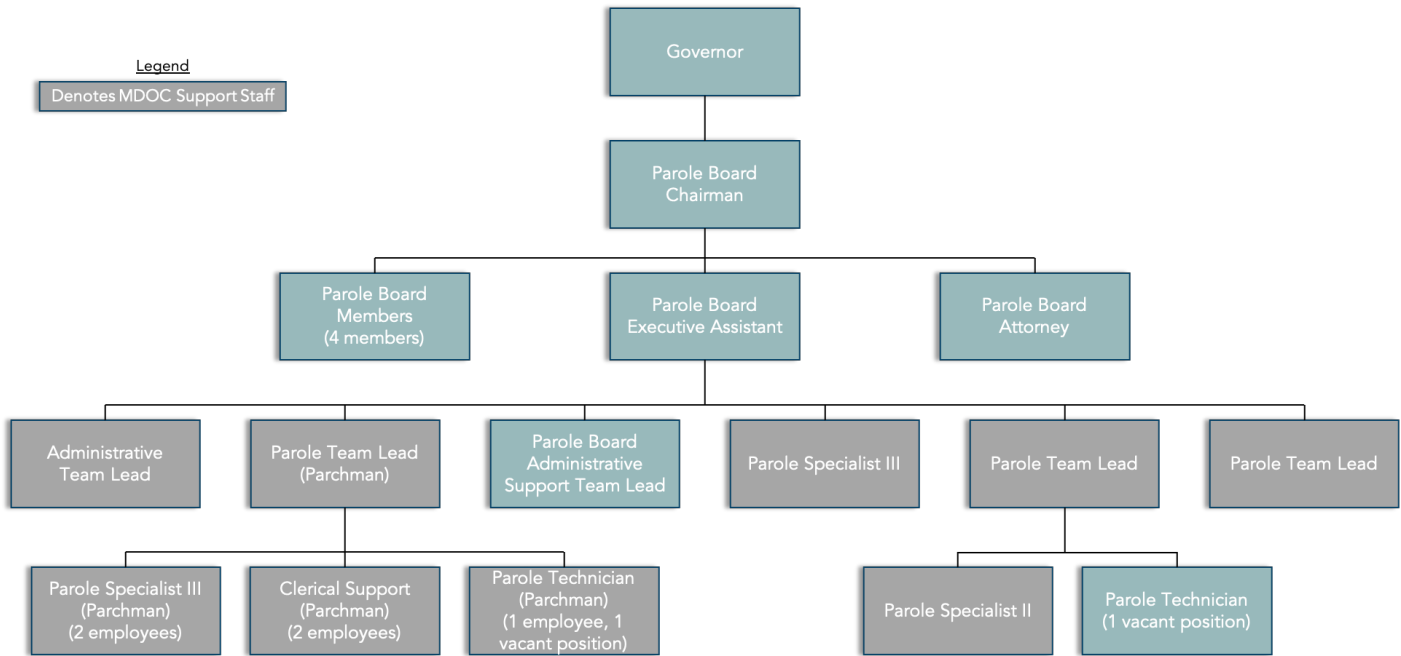 Legend
Denotes MDOC Support Staff
Governor
Parole Board
Chairman
Parole Board
Members
(4 members)
Parole Board
Executive Assistant
Parole Board
Attorney
Administrative
Team Lead
Parole Team Lead
(Parchman)
Parole Board
Administrative
Support Team Lead
Parole Specialist III
Parole Team Lead
Parole Team Lead
Parole Specialist III
(Parchman)
(2 employees)
Clerical Support
(Parchman)
(2 employees)
Parole Technician
(Parchman)
(1 employee, 1
vacant position)
Parole Specialist II
Parole Technician
(1 vacant position)